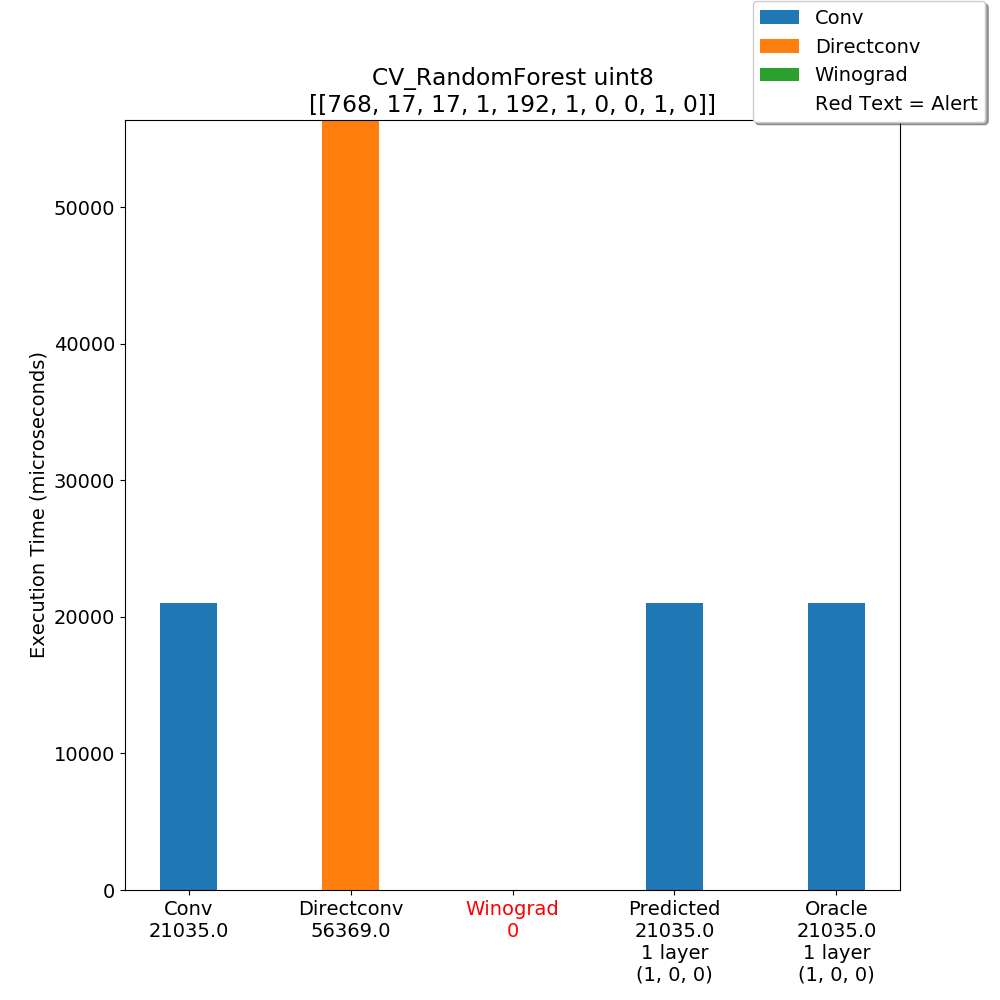 Conv
Directconv
Winograd
Red Text = Alert
CV_RandomForest uint8
[[768, 17, 17, 1, 192, 1, 0, 0, 1, 0]]
Execution Time (microseconds)
50000
40000
30000
20000
10000
0
Conv
21035.0
Directconv
56369.0
Winograd
0
Predicted
21035.0
1 layer
(1, 0, 0)
Oracle
21035.0
1 layer
(1, 0, 0)